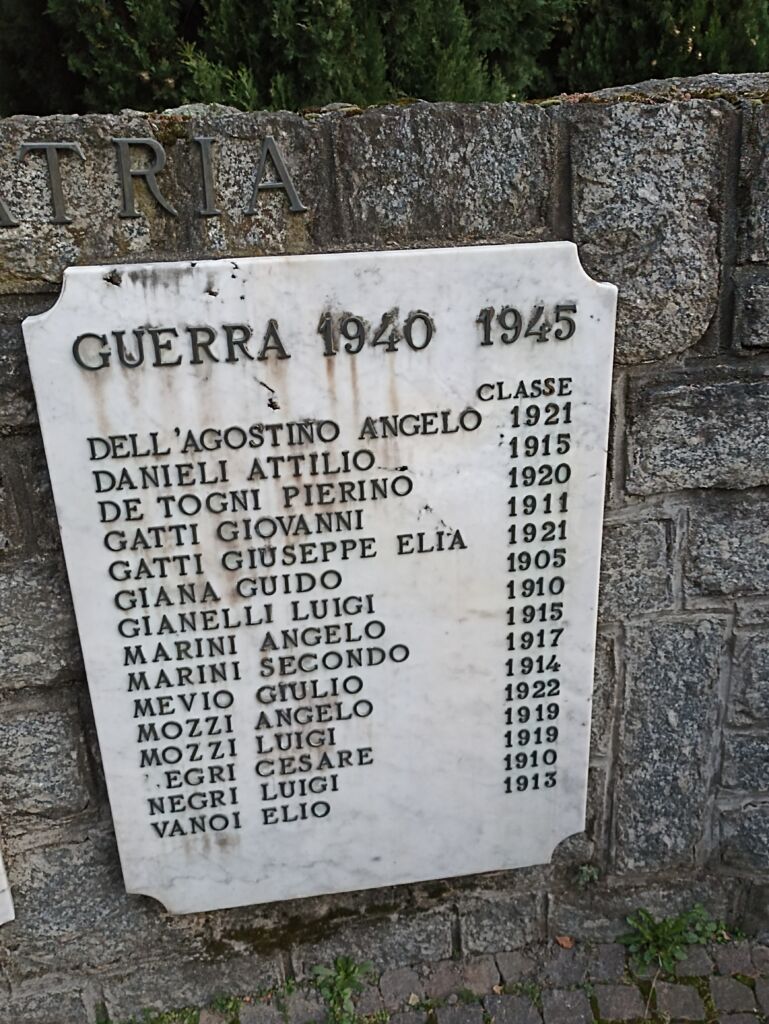 ATRIA
GUERRA 1940 1945
CLASSE
DELL'AGOSTINO ANGELO 1921
DANIELI ATTILIO 1915
DE TOGNI PIERINO 1920
GATTI GIOVANNI 1911
GATTI GIUSEPPE ELIA 1921
GIANA GUIDO 1905
GIANELLI LUIGI 1910
MARINI ANGELO 1915
MARINI SECONDO 1917
MEVIO GIULIO 1914
MOZZI ANGELO 1922
MOZZI LUIGI 1919
EGRI CESARE 1919
NEGRI LUIGI 1910
VANOI ELIO 1913